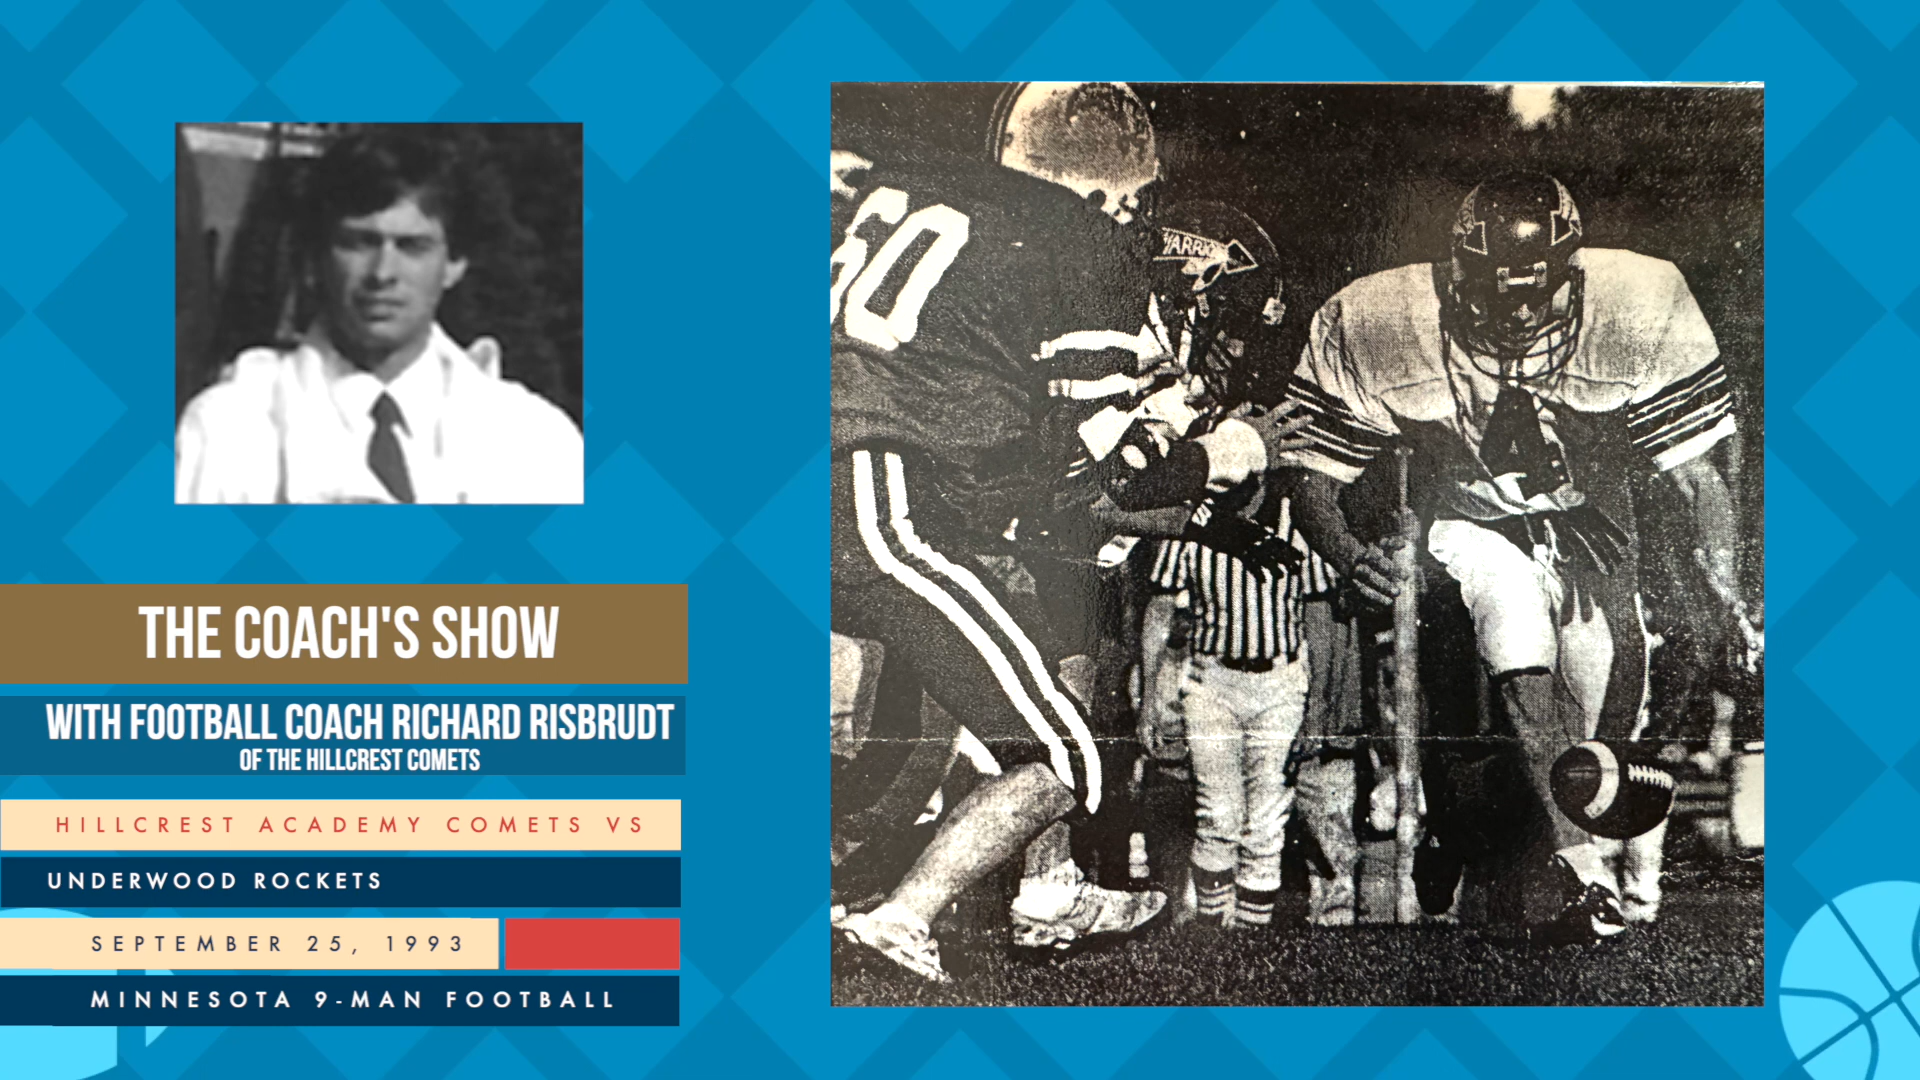 THE COACH'S SHOW
WITH FOOTBALL COACH RICHARD RISBRUDT
OF THE HILLCREST COMETS
HILLCREST ACADEMY COMETS VS
UNDERWOOD ROCKETS
SEPTEMBER 25, 1993
MINNESOTA 9-MAN FOOTBALL
60